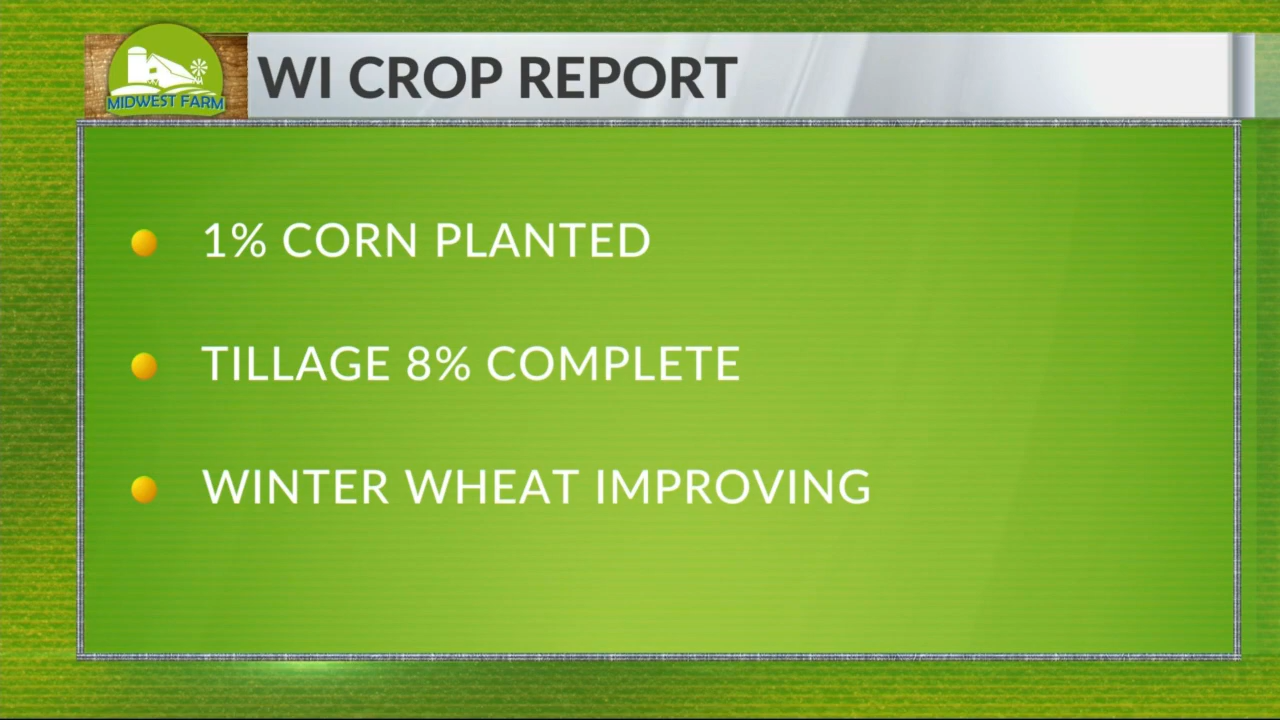 MIDWEST FARM
WI CROP REPORT
1% CORN PLANTED
TILLAGE 8% COMPLETE
WINTER WHEAT IMPROVING